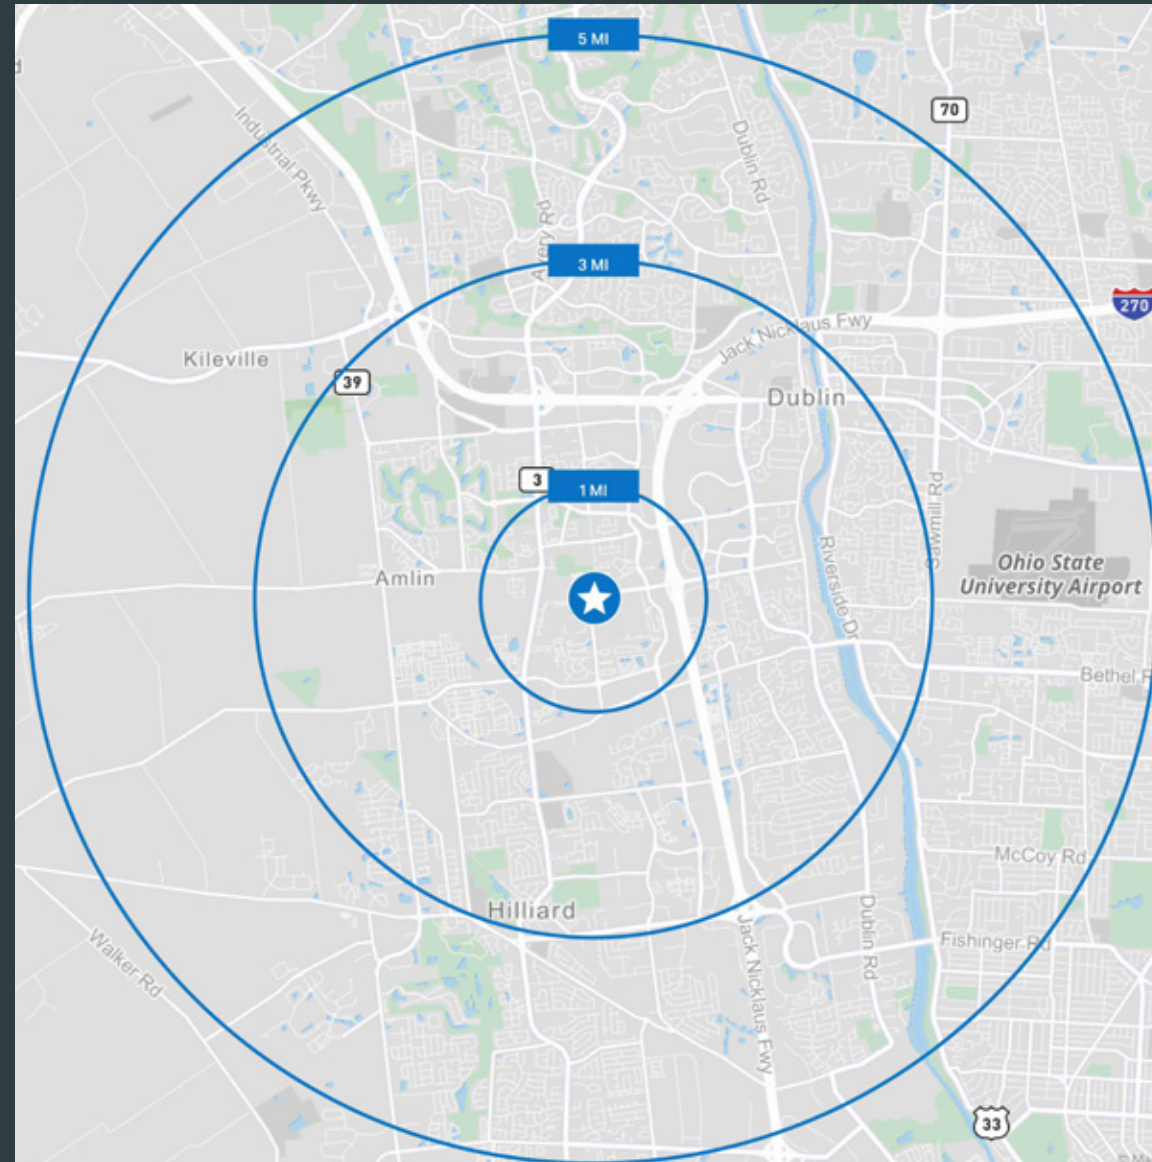 5 MI
70
Industrial Pkwy
Dublin Rd
Avery Rd
3 MI
270
Jack Nicklaus Fwy
Kileville
39
Dublin
3
1 MI
Sawmill Rd
Riverside Dr
Ohio State
University Airport
Amlin
Bethel R
McCoy Rd
Hilliard
Dublin Rd
Jack Nicklaus Fwy
Fishinger Rd
Walker Rd
33